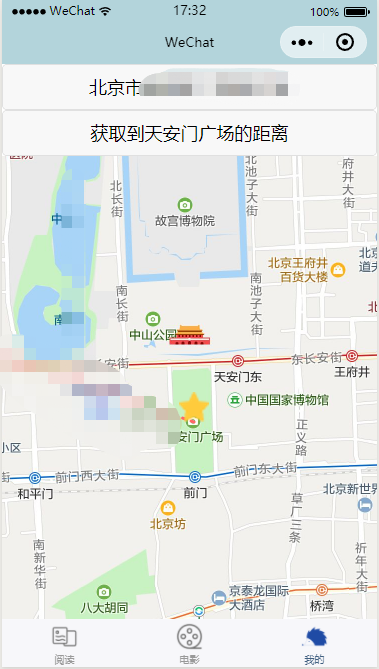 WeChat
17:32
100%
WeChat
北京市
获取到天安门广场的距离
医院
北长街
北池子大街
府井大街
中
故宫博物院
北京王府井
百货大楼
南
南长街
中山公园
南池子大街
长安街
东长安街
天安门东
王府井
中国国家博物馆
安门广场
正义路
小区
前门西大街
前门东大街
和平门
前门
北京新世界
北京坊
草厂三条
南新华街
祈年大街
京泰龙国际
大酒店
八大胡同
桥湾
阅读
电影
我的